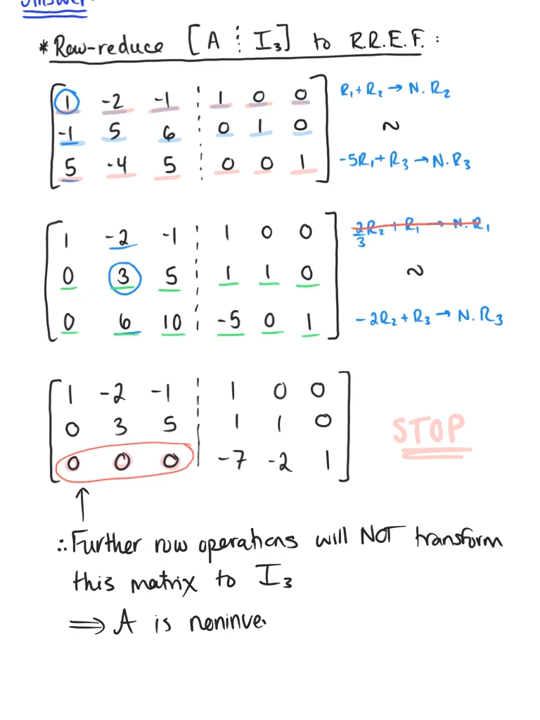 Answer:
*Row-reduce [A ⋮ I₃] to R.R.E.F.:
1 -2 -1 1 0 0 R₁+R₂→N.R₂
-1 5 6 0 1 0 ~
5 -4 5 0 0 1 -5R₁+R₃→N.R₃
1 -2 -1 1 0 0 2/3R₂+R₁→N.R₁
0 3 5 1 1 0 ~
0 6 10 -5 0 1 -2R₂+R₃→N.R₃
1 -2 -1 1 0 0
0 3 5 1 1 0 STOP
0 0 0 -7 -2 1
∴ Further row operations will NOT transform
this matrix to I₃
⟹ A is noninve